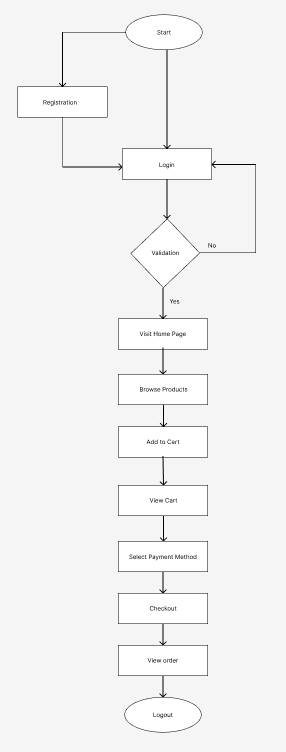 Start
Registration
Login
Validation
No
Yes
Visit Home Page
Browse Products
Add to Cart
View Cart
Select Payment Method
Checkout
View order
Logout